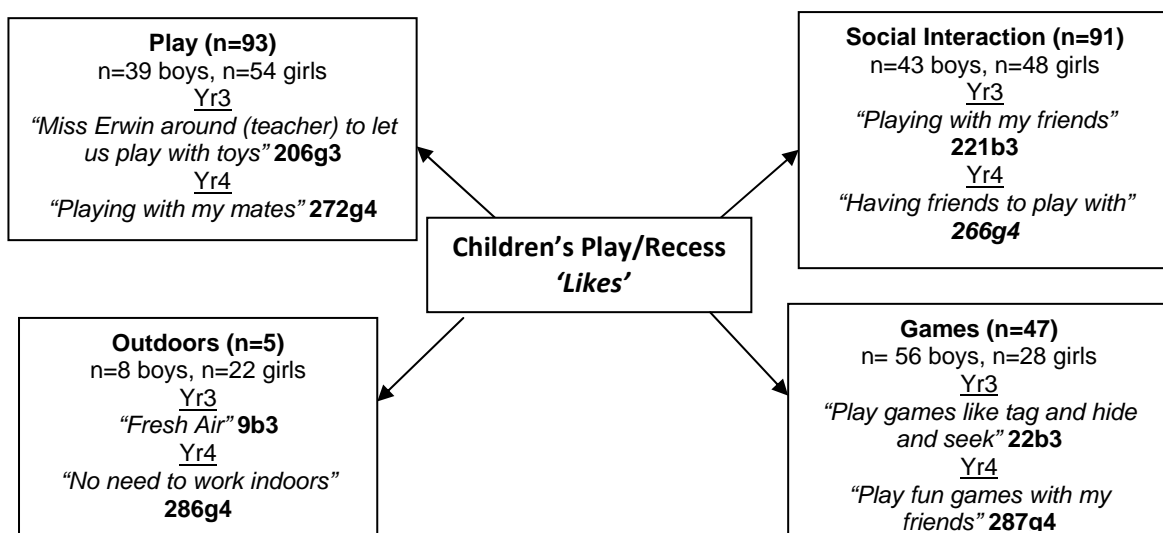 Play (n=93)
n=39 boys, n=54 girls
Yr3
“Miss Erwin around (teacher) to let
us play with toys” 206g3
Yr4
“Playing with my mates” 272g4
Social Interaction (n=91)
n=43 boys, n=48 girls
Yr3
“Playing with my friends”
221b3
Yr4
“Having friends to play with”
266g4
Children’s Play/Recess
‘Likes’
Outdoors (n=5)
n=8 boys, n=22 girls
Yr3
“Fresh Air” 9b3
Yr4
“No need to work indoors”
286g4
Games (n=47)
n= 56 boys, n=28 girls
Yr3
“Play games like tag and hide
and seek” 22b3
Yr4
“Play fun games with my
friends” 287g4